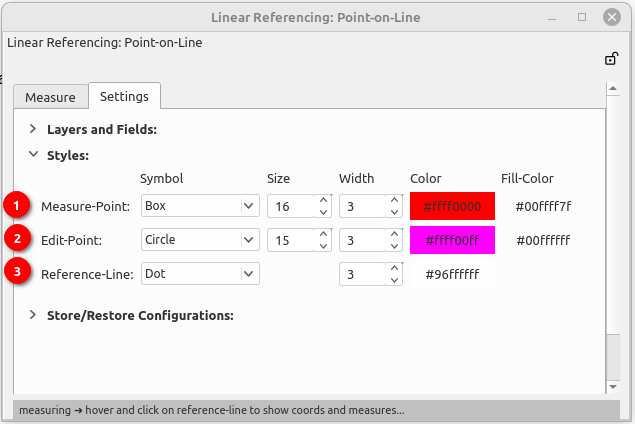 Linear Referencing: Point-on-Line
Linear Referencing: Point-on-Line
Measure Settings
Layers and Fields:
Styles:
Symbol Size Width Color Fill-Color
1 Measure-Point: Box 16 3 #ffff0000 #00ffff7f
2 Edit-Point: Circle 15 3 #ffff00ff #00ffffff
3 Reference-Line: Dot 3 #96ffffff
Store/Restore Configurations:
measuring ➔ hover and click on reference-line to show coords and measures...